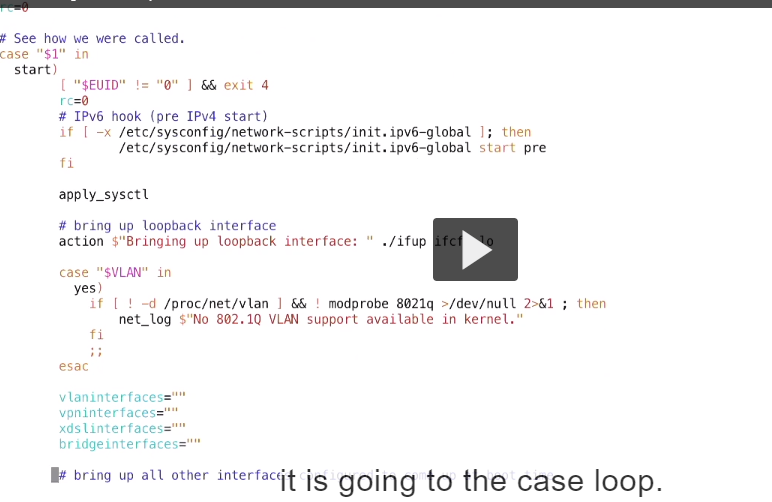 rc=0
# See how we were called.
case "$1" in
start)
[ "$EUID" != "0" ] && exit 4
rc=0
# IPv6 hook (pre IPv4 start)
if [ -x /etc/sysconfig/network-scripts/init.ipv6-global ]; then
/etc/sysconfig/network-scripts/init.ipv6-global start pre
fi
apply_sysctl
# bring up loopback interface
action $"Bringing up loopback interface: " ./ifup ifcf lo
case "$VLAN" in
yes)
if [ ! -d /proc/net/vlan ] && ! modprobe 8021q >/dev/null 2>&1 ; then
net_log $"No 802.1Q VLAN support available in kernel."
fi
;;
esac
vlaninterfaces=""
vpninterfaces=""
xdslinterfaces=""
bridgeinterfaces=""
# bring up all other interface
it is going to the case loop.